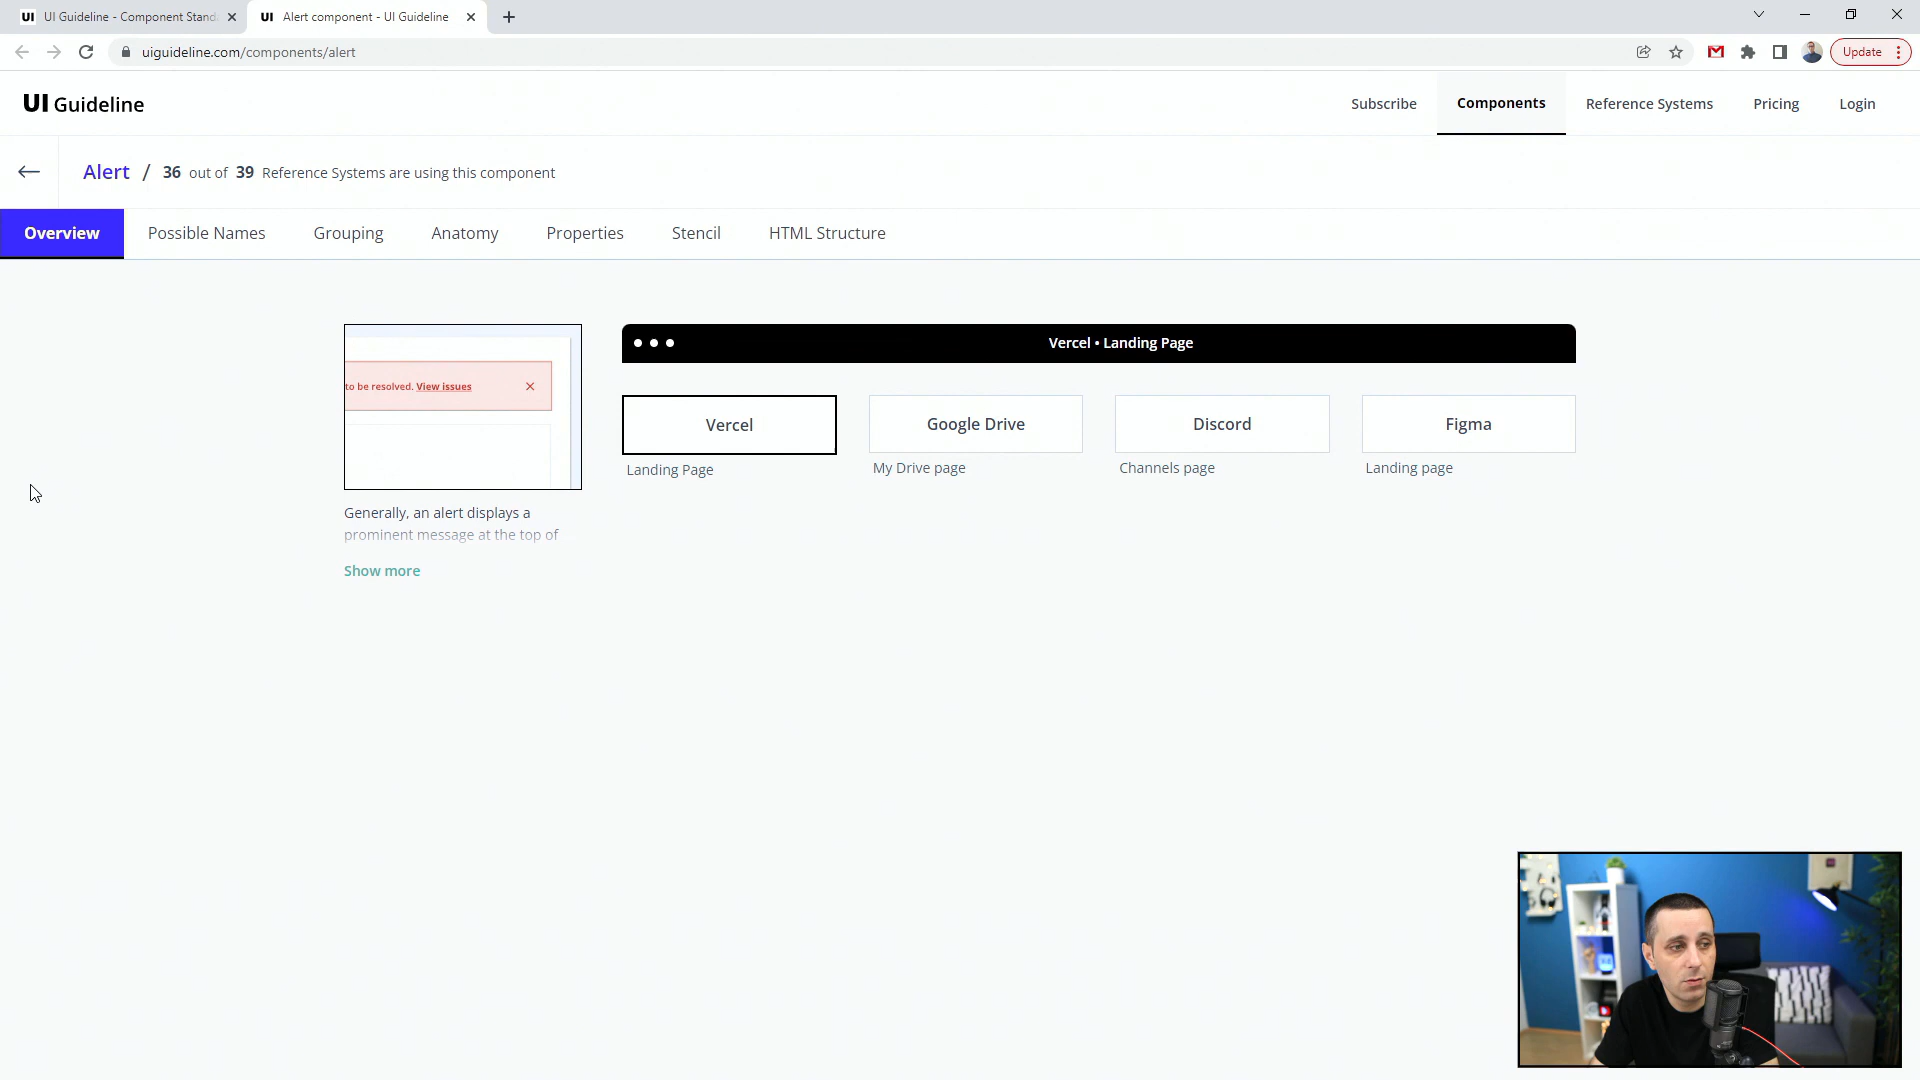 UI Guideline - Component Stand
Alert component - UI Guideline
uiguideline.com/components/alert
Update
UI Guideline
Subscribe
Components
Reference Systems
Pricing
Login
Alert / 36 out of 39 Reference Systems are using this component
Overview
Possible Names
Grouping
Anatomy
Properties
Stencil
HTML Structure
to be resolved. View issues
Vercel • Landing Page
Vercel
Google Drive
Discord
Figma
Landing Page
My Drive page
Channels page
Landing page
Generally, an alert displays a
prominent message at the top of
Show more